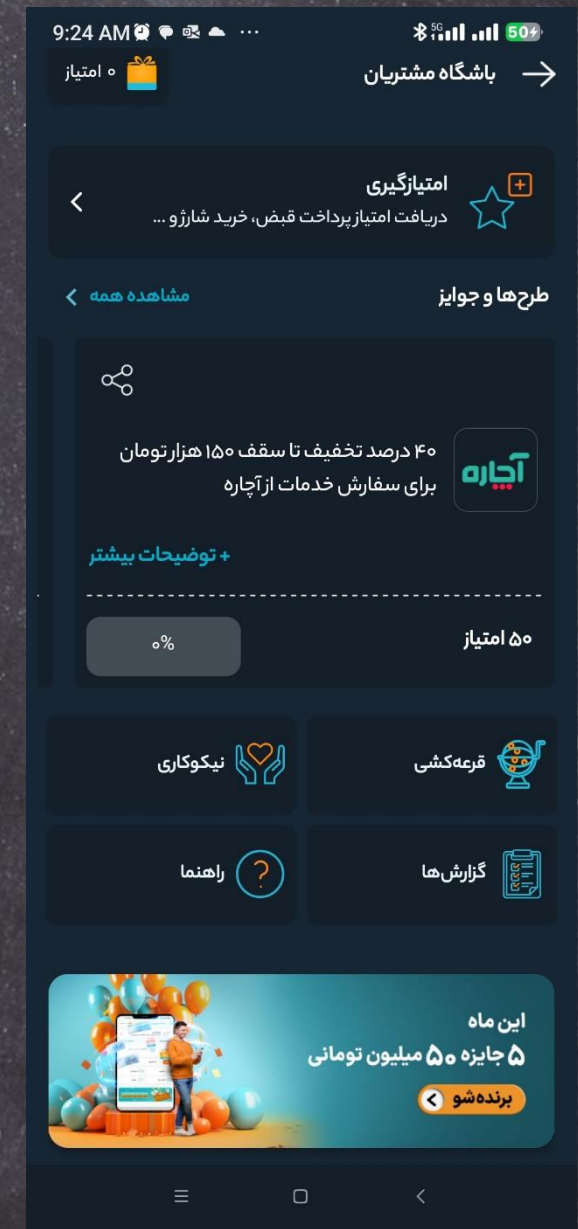 9:24 AM
5G
50
باشگاه مشتریان
۰ امتیاز
امتیازگیری
دریافت امتیاز پرداخت قبض، خرید شارژ و ...
طرح‌ها و جوایز
مشاهده همه
آچاره
۴۰ درصد تخفیف تا سقف ۱۵۰ هزار تومان
برای سفارش خدمات از آچاره
+ توضیحات بیشتر
۵۰ امتیاز
۰%
قرعه‌کشی
نیکوکاری
گزارش‌ها
راهنما
این ماه
۵ جایزه ۵۰ میلیون تومانی
برنده‌شو